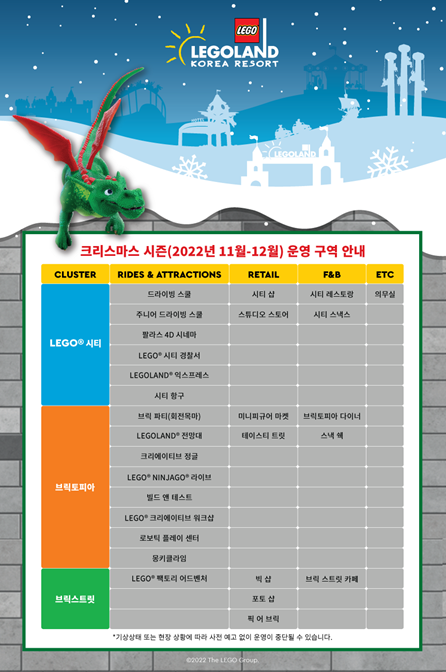 LEGO
LEGOLAND
KOREA RESORT
LEGOLAND
크리스마스 시즌(2022년 11월-12월) 운영 구역 안내
CLUSTER RIDES & ATTRACTIONS RETAIL F&B ETC
LEGO® 시티
드라이빙 스쿨 시티 샵 시티 레스토랑 의무실
주니어 드라이빙 스쿨 스튜디오 스토어 시티 스낵스
팔라스 4D 시네마
LEGO® 시티 경찰서
LEGOLAND® 익스프레스
시티 항구
브릭토피아
브릭 파티(회전목마) 미니피규어 마켓 브릭토피아 다이너
LEGOLAND® 전망대 테이스티 트릿 스낵 쉑
크리에이티브 정글
LEGO® NINJAGO® 라이브
빌드 앤 테스트
LEGO® 크리에이티브 워크샵
로보틱 플레이 센터
몽키클라임
브릭스트릿
LEGO® 팩토리 어드벤처 빅 샵 브릭 스트릿 카페
포토 샵
픽 어 브릭
*기상상태 또는 현장 상황에 따라 사전 예고 없이 운영이 중단될 수 있습니다.
©2022 The LEGO Group.